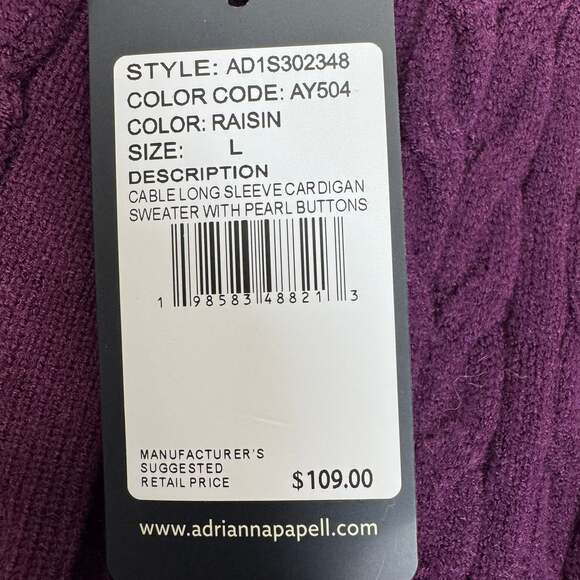 STYLE: AD1S302348
COLOR CODE: AY504
COLOR: RAISIN
SIZE: L
DESCRIPTION
CABLE LONG SLEEVE CARDIGAN
SWEATER WITH PEARL BUTTONS
1 98583 48821 3
MANUFACTURER'S
SUGGESTED
RETAIL PRICE $109.00
www.adriannapapell.com